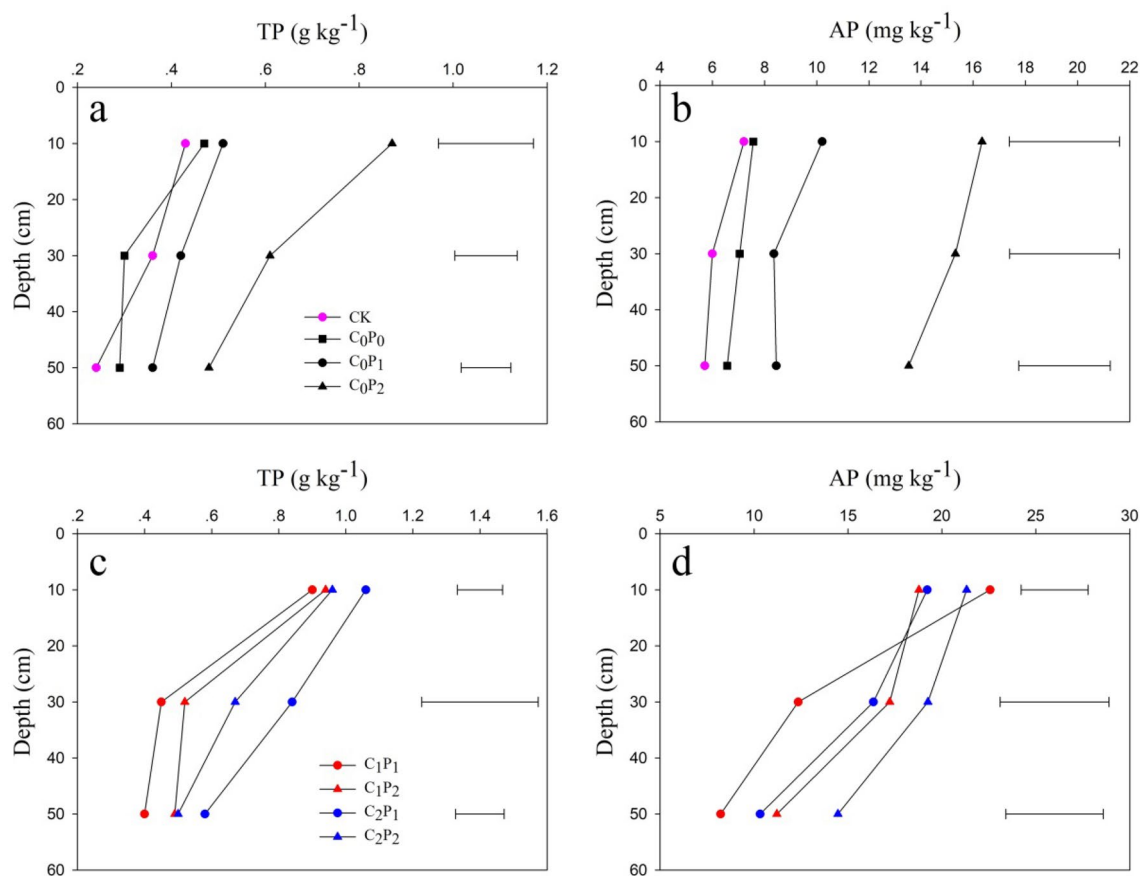 TP (g kg-1)
.2 .4 .6 .8 1.0 1.2
0
10
20
30
40
50
60
Depth (cm)
a
CK
C0P0
C0P1
C0P2
AP (mg kg-1)
4 6 8 10 12 14 16 18 20 22
0
10
20
30
40
50
60
Depth (cm)
b
TP (g kg-1)
.2 .4 .6 .8 1.0 1.2 1.4 1.6
0
10
20
30
40
50
60
Depth (cm)
c
C1P1
C1P2
C2P1
C2P2
AP (mg kg-1)
5 10 15 20 25 30
0
10
20
30
40
50
60
Depth (cm)
d